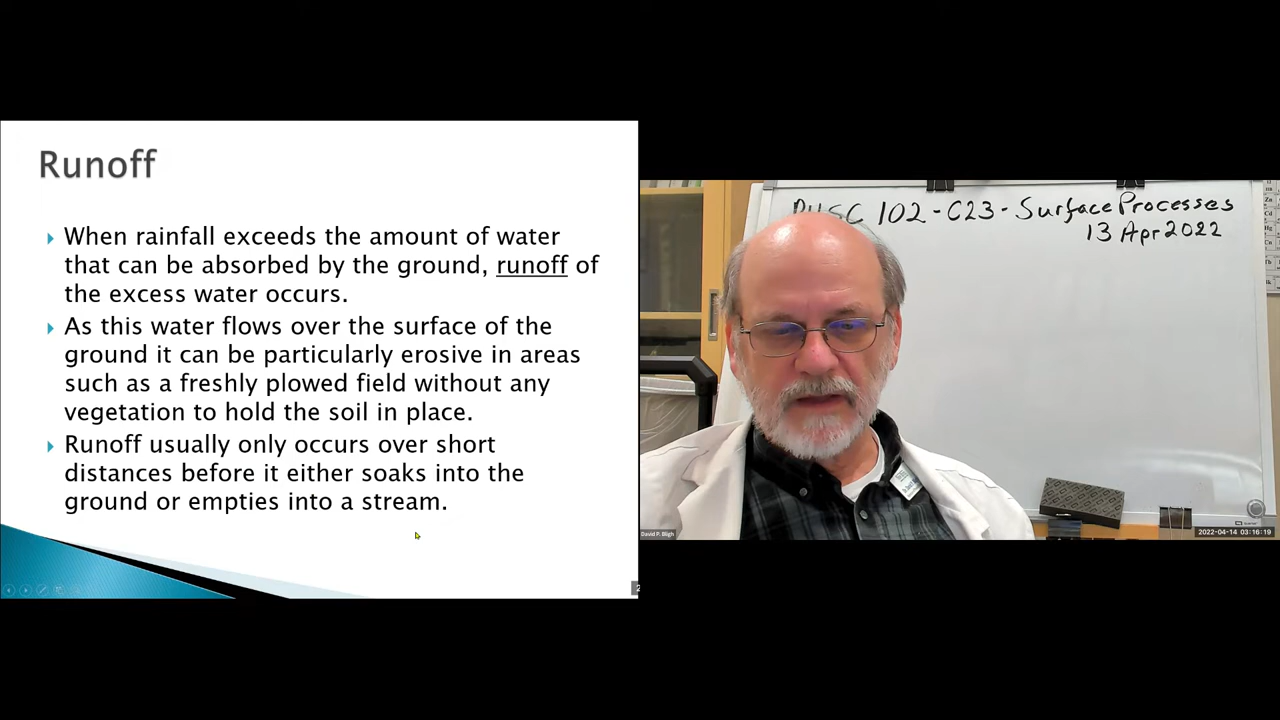 Runoff
When rainfall exceeds the amount of water
that can be absorbed by the ground, runoff of
the excess water occurs.
As this water flows over the surface of the
ground it can be particularly erosive in areas
such as a freshly plowed field without any
vegetation to hold the soil in place.
Runoff usually only occurs over short
distances before it either soaks into the
ground or empties into a stream.
102 - C23 - Surface Processes
13 Apr 2022
David P. Bligh
2022-04-14 03:16:19